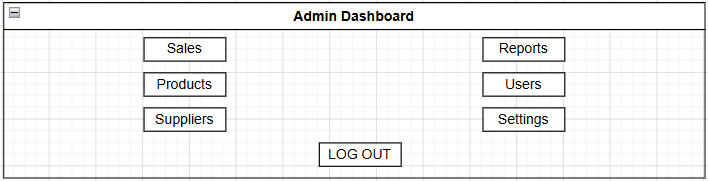 Admin Dashboard
Sales
Reports
Products
Users
Suppliers
Settings
LOG OUT